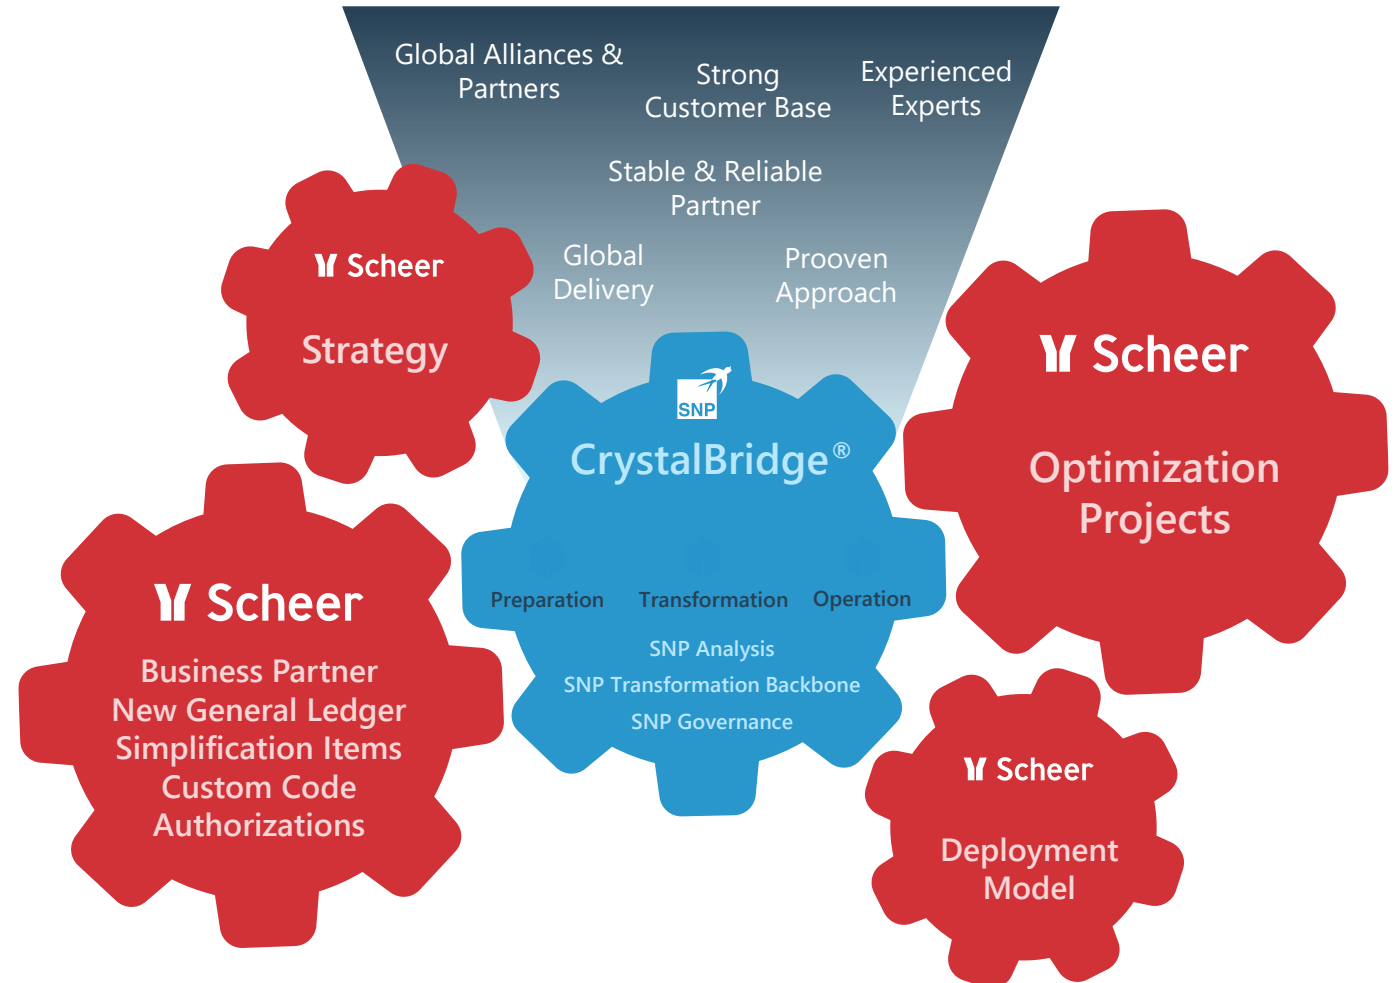 Global Alliances &
Partners
Strong
Customer Base
Experienced
Experts
Stable & Reliable
Partner
Global
Delivery
Prooven
Approach
Scheer
Strategy
Scheer
Optimization
Projects
SNP
CrystalBridge®
Preparation
Transformation
Operation
SNP Analysis
SNP Transformation Backbone
SNP Governance
Scheer
Business Partner
New General Ledger
Simplification Items
Custom Code
Authorizations
Scheer
Deployment
Model